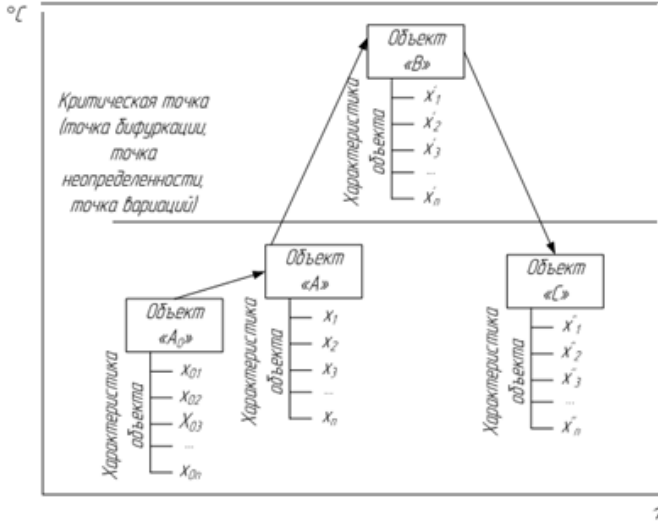 °C
Объект
«В»
Характеристика
объекта
x'1
x'2
x'3
...
x'n
Критическая точка
(точка бифуркации,
точка
неопределенности,
точка вариаций)
Объект
«А»
Характеристика
объекта
x1
x2
x3
...
xn
Объект
«С»
Характеристика
объекта
x"1
x"2
x"3
...
x"n
Объект
«А0»
Характеристика
объекта
x01
x02
X03
...
x0n